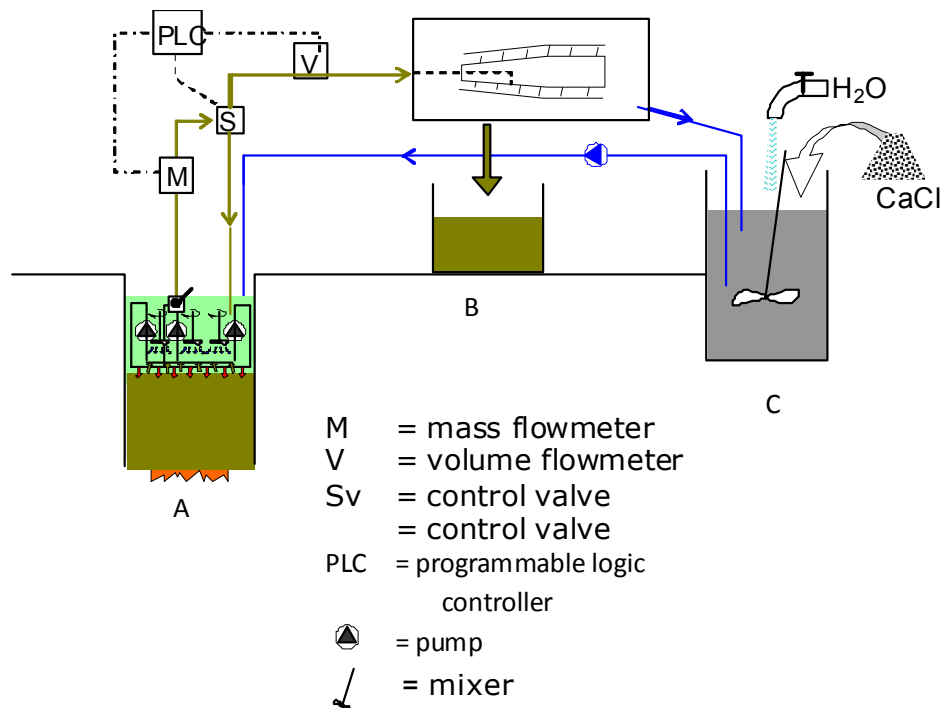 PLC
V
H₂O
S
M
CaCl
B
C
A
M = mass flowmeter
V = volume flowmeter
Sv = control valve
= control valve
PLC = programmable logic
controller
= pump
= mixer